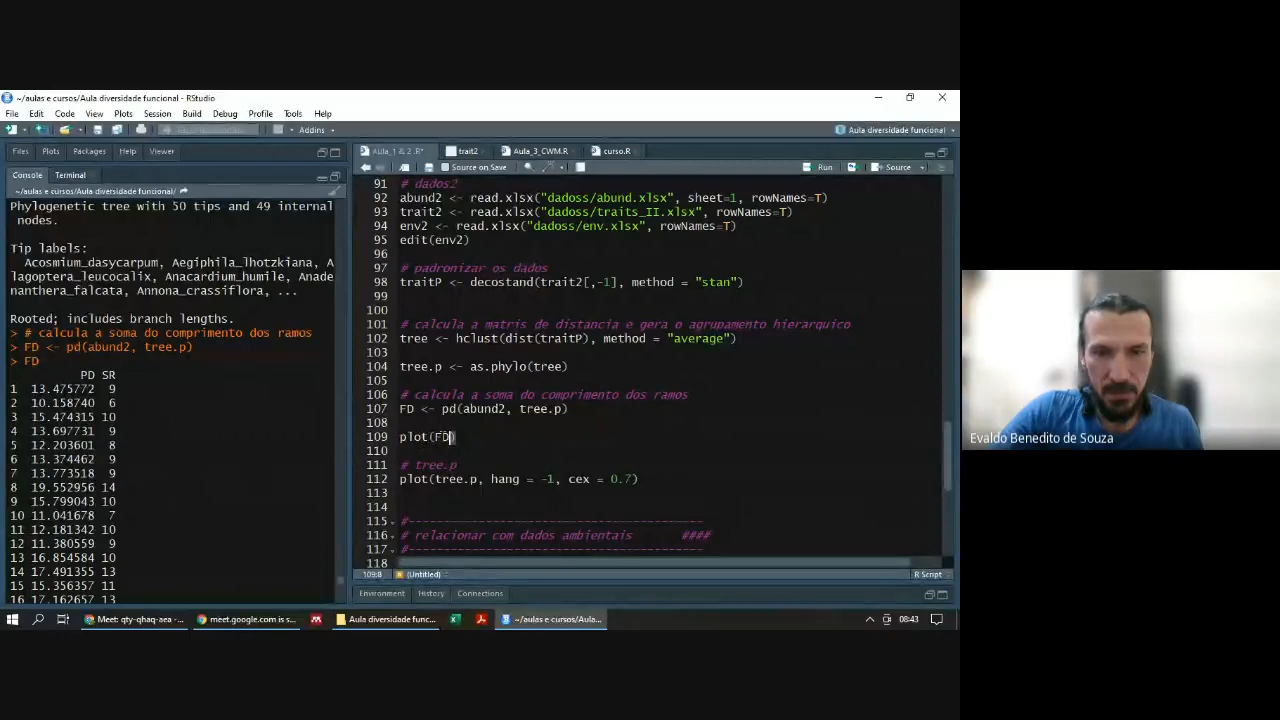 ~/aulas e cursos/Aula diversidade funcional - RStudio
File Edit Code View Plots Session Build Debug Profile Tools Help
Addins
Aula diversidade funcional
Files Plots Packages Help Viewer
Console Terminal
~/aulas e cursos/Aula diversidade funcional/
Phylogenetic tree with 50 tips and 49 internal
nodes.
Tip labels:
Acosmium_dasycarpum, Aegiphila_lhotzkiana, A
lagoptera_leucocalix, Anacardium_humile, Anade
nanthera_falcata, Annona_crassiflora, ...
Rooted; includes branch lengths.
> # calcula a soma do comprimento dos ramos
> FD <- pd(abund2, tree.p)
> FD
PD SR
1 13.475772 9
2 10.158740 6
3 15.474315 10
4 13.697731 9
5 12.203601 8
6 13.374462 9
7 13.773518 9
8 19.552956 14
9 15.799043 10
10 11.041678 7
11 12.181342 10
12 11.380559 9
13 16.854584 10
14 17.491355 13
15 15.356357 11
16 17.162657 13
Aula_1 & 2 .R* trait2 Aula_3_CWM.R curso.R
Source on Save Run Source
91 # dados2
92 abund2 <- read.xlsx("dadoss/abund.xlsx", sheet=1, rowNames=T)
93 trait2 <- read.xlsx("dadoss/traits_II.xlsx", rowNames=T)
94 env2 <- read.xlsx("dadoss/env.xlsx", rowNames=T)
95 edit(env2)
96
97 # padronizar os dados
98 traitP <- decostand(trait2[,-1], method = "stan")
99
100
101 # calcula a matris de distancia e gera o agrupamento hierarquico
102 tree <- hclust(dist(traitP), method = "average")
103
104 tree.p <- as.phylo(tree)
105
106 # calcula a soma do comprimento dos ramos
107 FD <- pd(abund2, tree.p)
108
109 plot(FD)
110
111 # tree.p
112 plot(tree.p, hang = -1, cex = 0.7)
113
114
115 #-------------------------------------------
116 # relacionar com dados ambientais ####
117 #-------------------------------------------
118
109:8 (Untitled) R Script
Environment History Connections
Meet: qty-qhaq-aea -... meet.google.com is s... Aula diversidade func... ~/aulas e cursos/Aula... 08:43
Evaldo Benedito de Souza